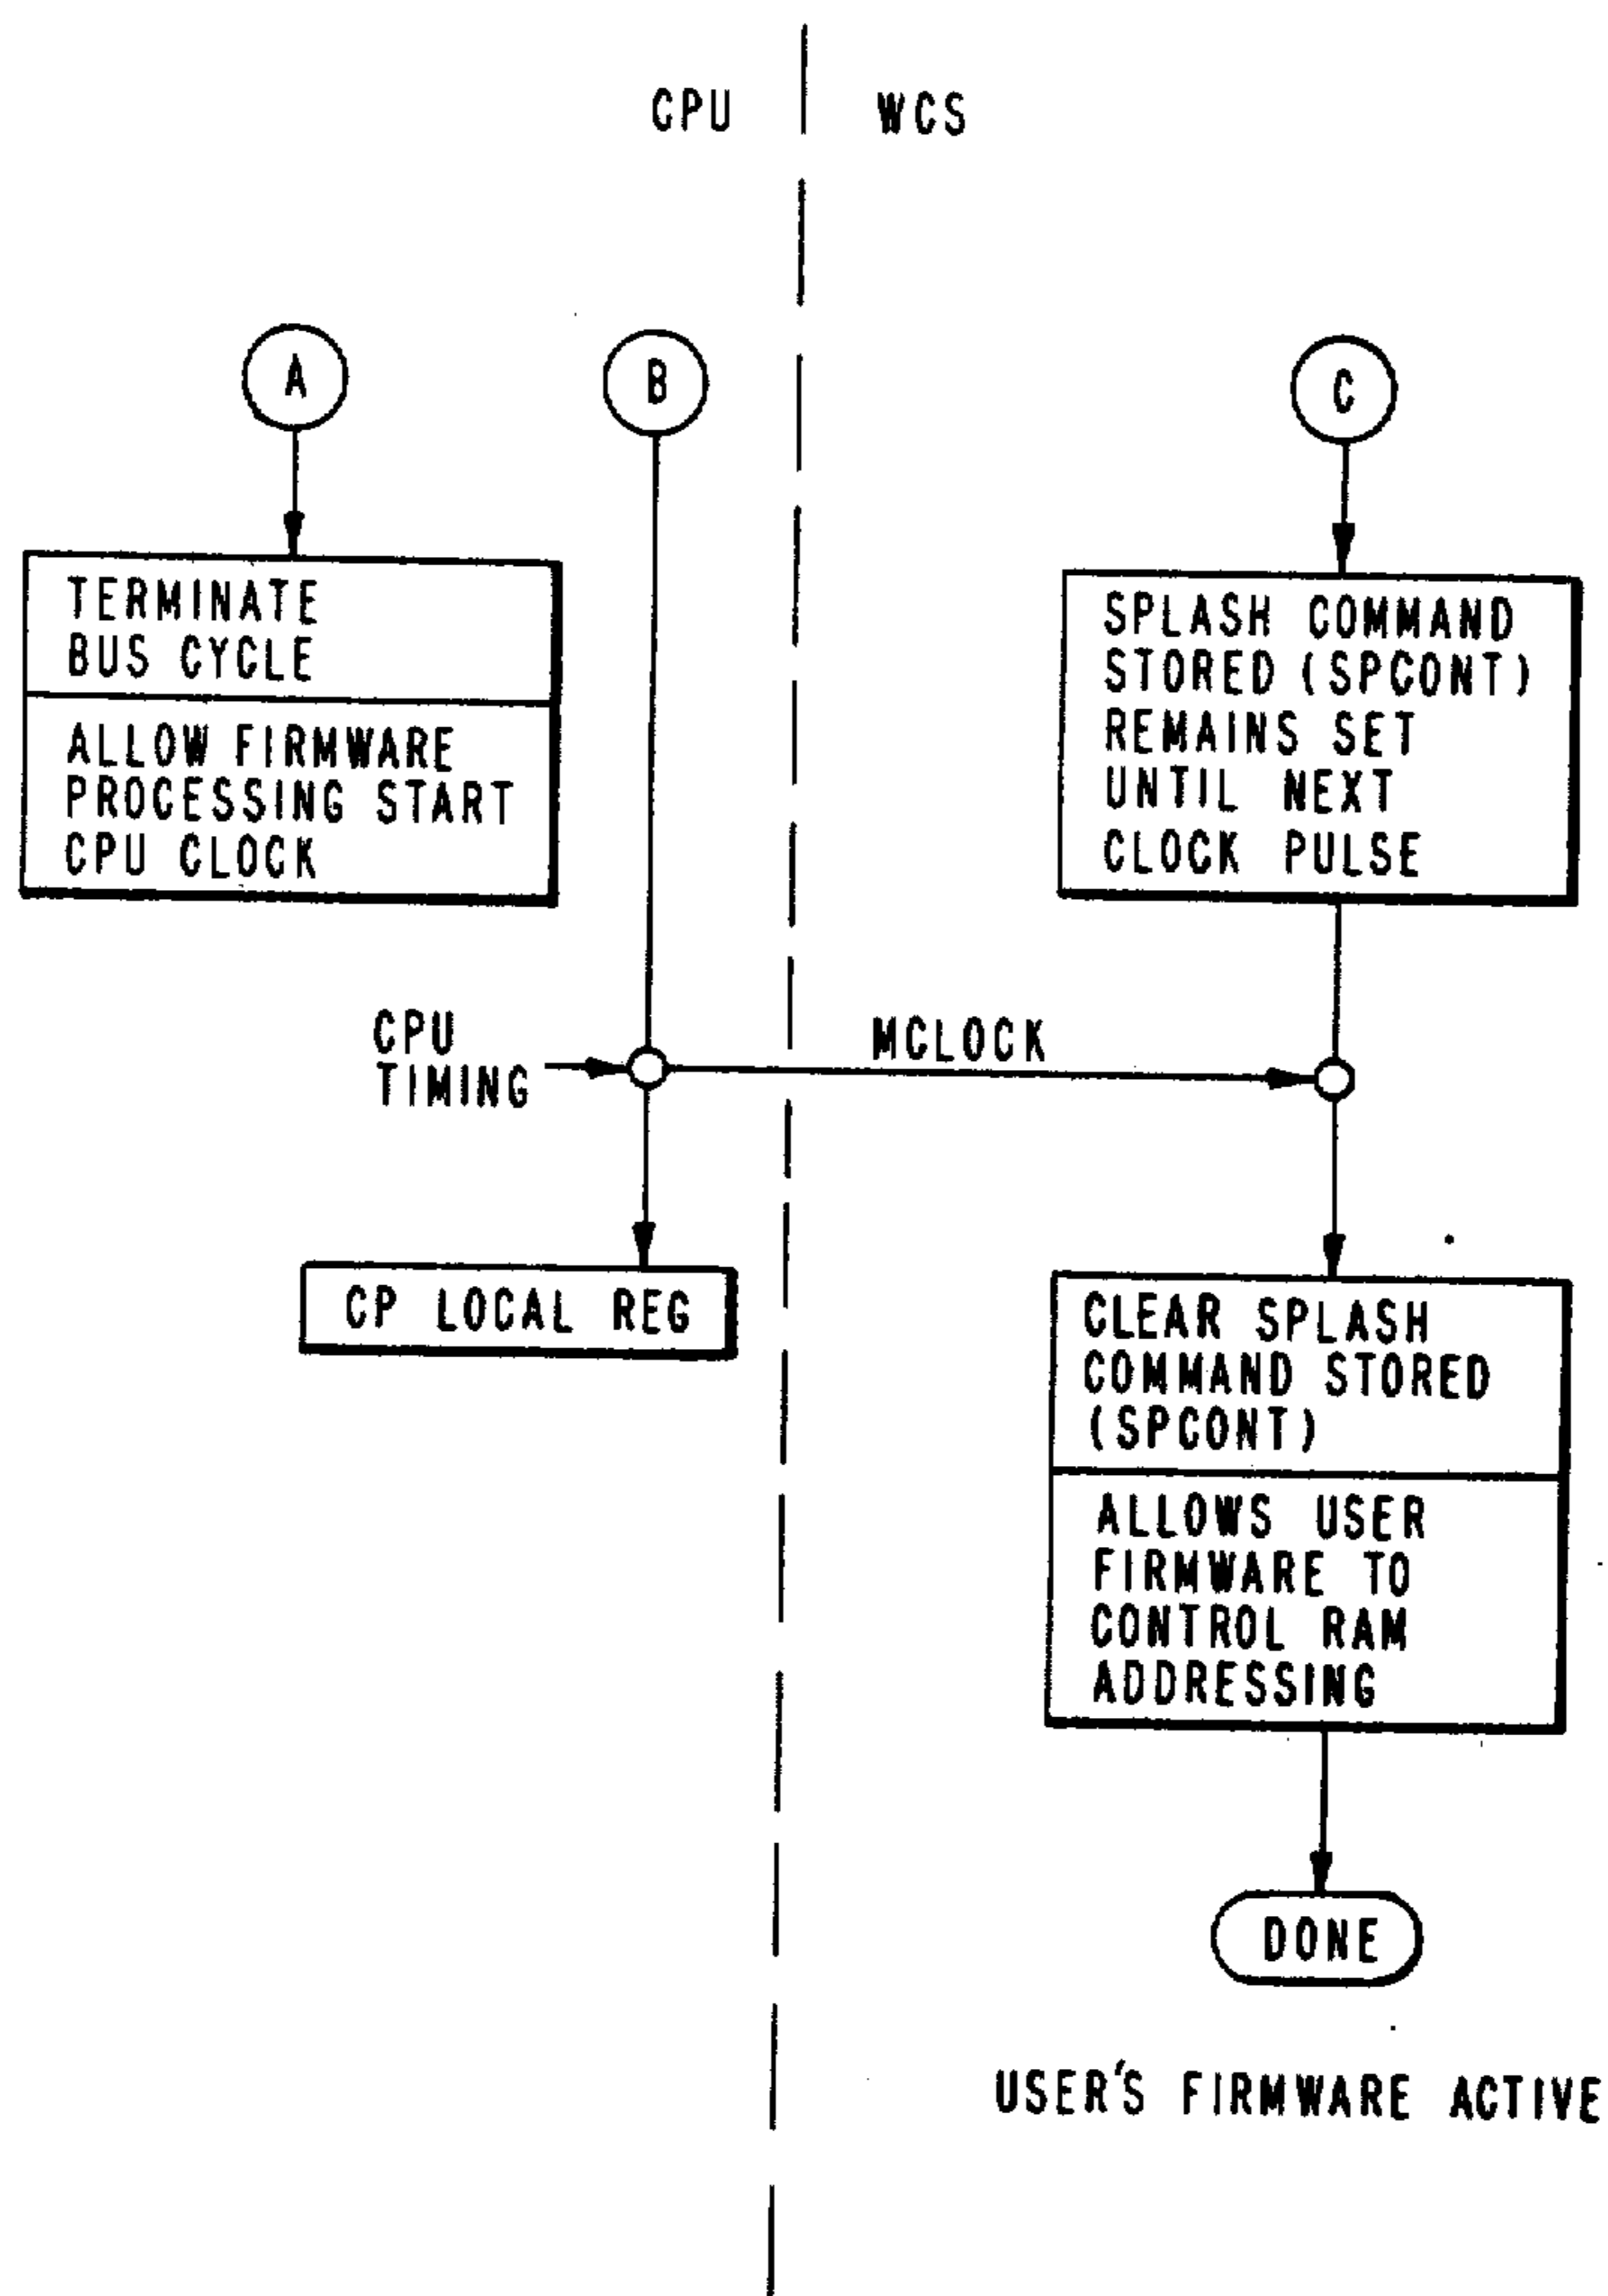 CPU
WCS
A
B
C
TERMINATE
BUS CYCLE
ALLOW FIRMWARE
PROCESSING START
CPU CLOCK
SPLASH COMMAND
STORED (SPCONT)
REMAINS SET
UNTIL NEXT
CLOCK PULSE
CPU
TIMING
MCLOCK
CP LOCAL REG
CLEAR SPLASH
COMMAND STORED
(SPCONT)
ALLOWS USER
FIRMWARE TO
CONTROL RAM
ADDRESSING
DONE
USER'S FIRMWARE ACTIVE